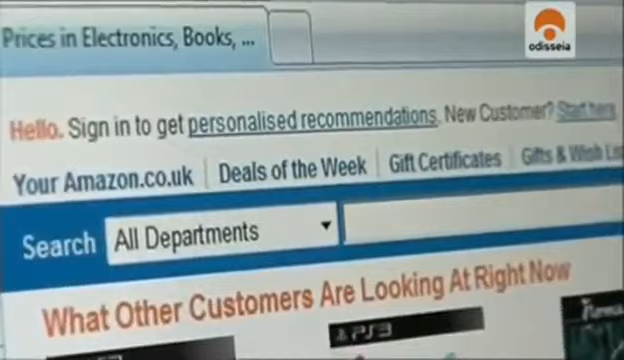 odisseia
Prices in Electronics, Books, ...
Hello. Sign in to get personalised recommendations. New Customer? Start here
Your Amazon.co.uk Deals of the Week Gift Certificates Gifts & Wish
Search All Departments
What Other Customers Are Looking At Right Now
PS3